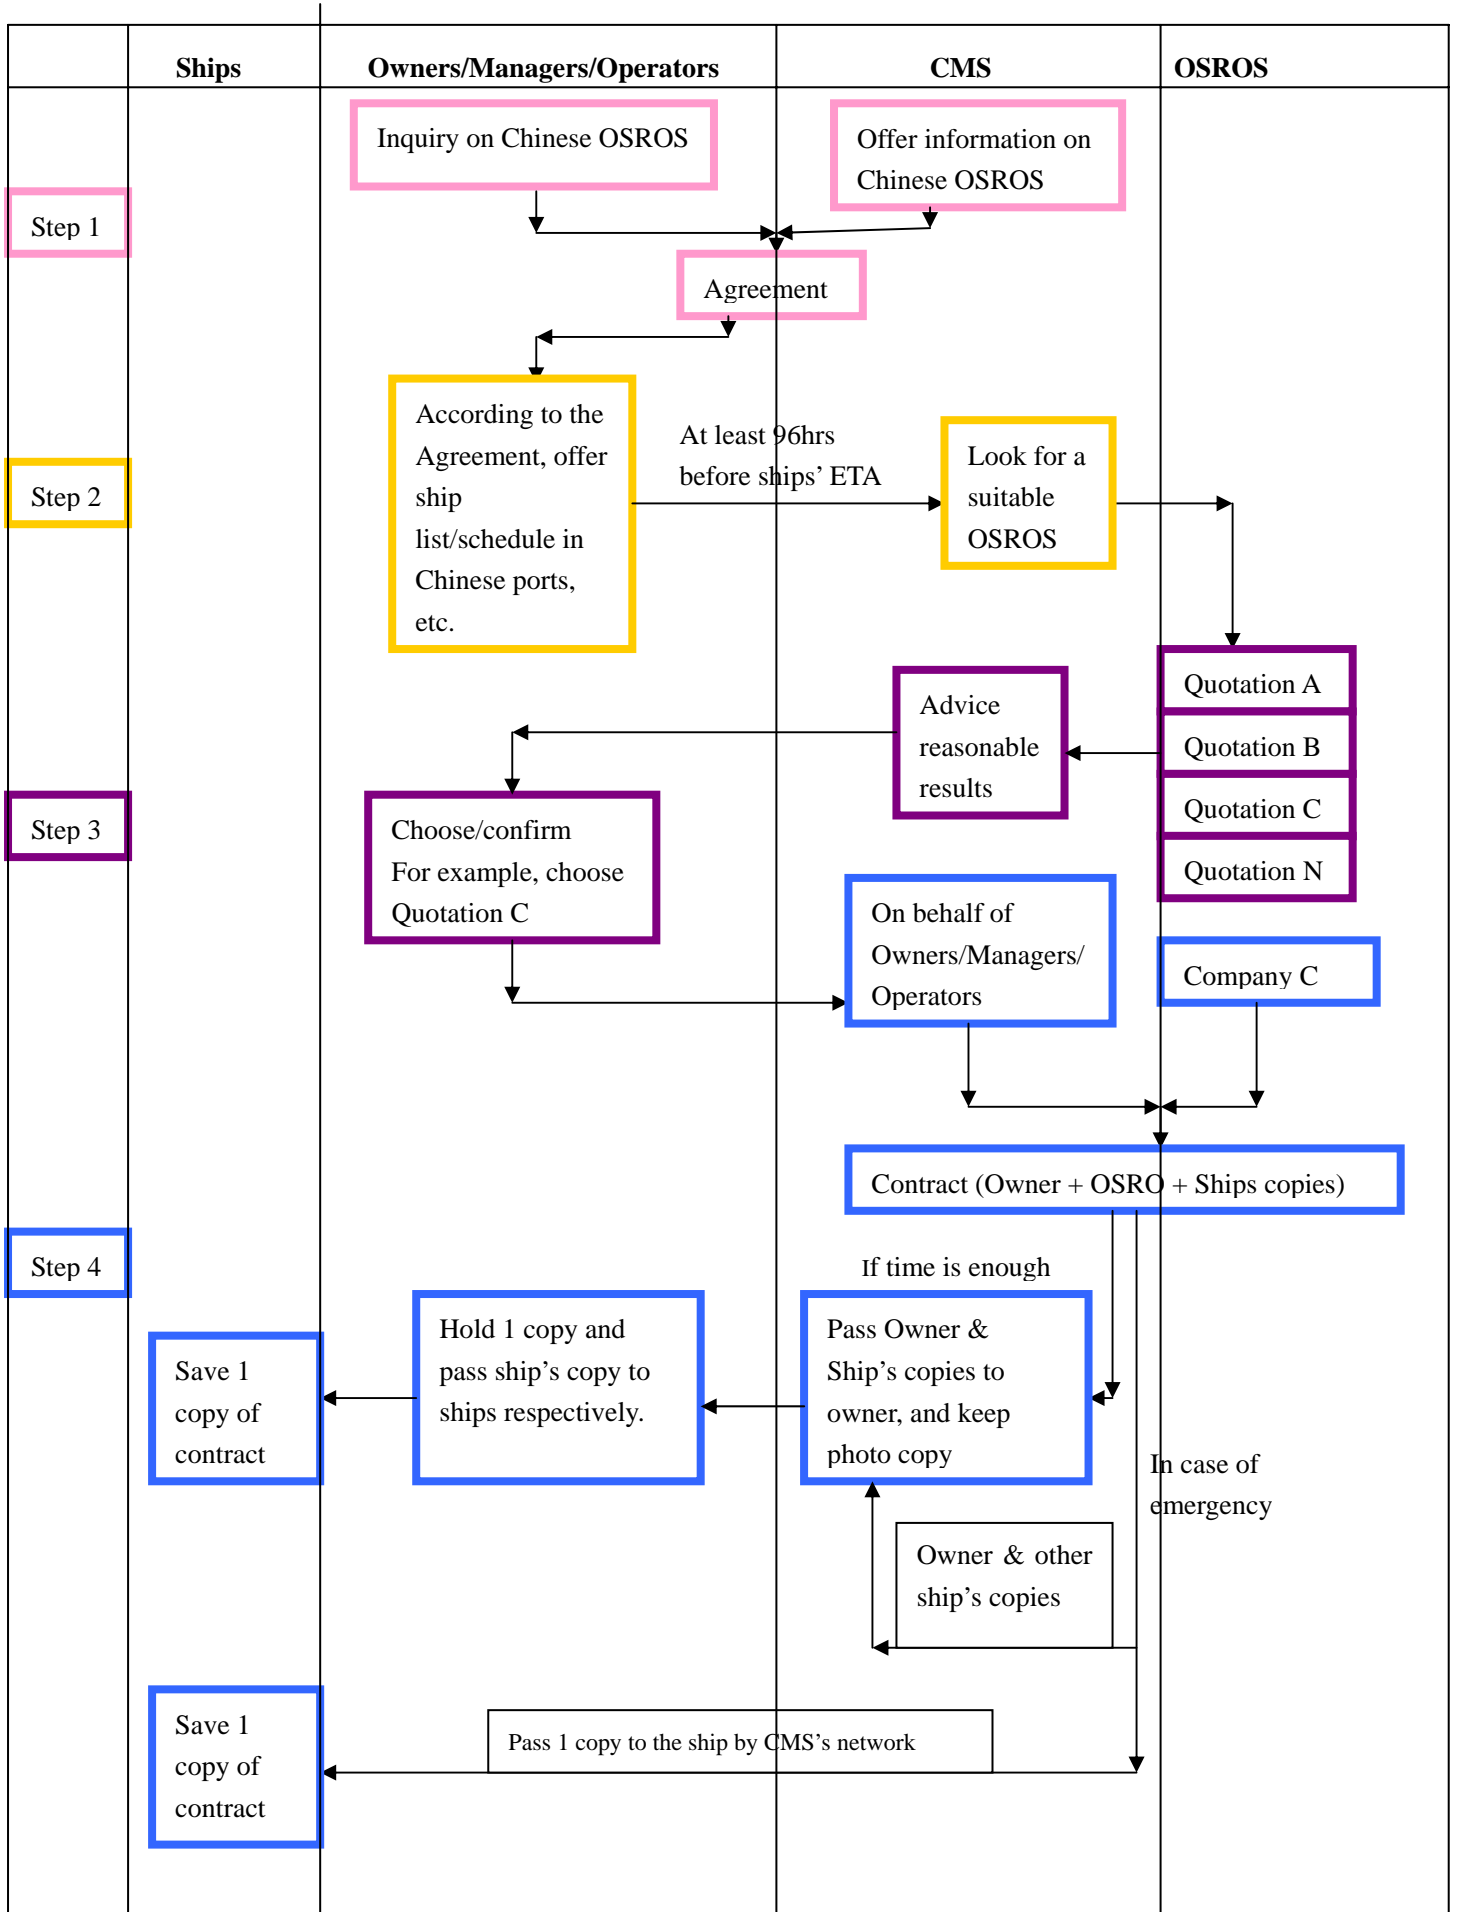 Ships
Owners/Managers/Operators
CMS
OSROS
Inquiry on Chinese OSROS
Offer information on
Chinese OSROS
Step 1
Agreement
According to the
Agreement, offer
ship
list/schedule in
Chinese ports,
etc.
At least 96hrs
before ships’ ETA
Look for a
suitable
OSROS
Step 2
Quotation A
Quotation B
Quotation C
Quotation N
Advice
reasonable
results
Step 3
Choose/confirm
For example, choose
Quotation C
On behalf of
Owners/Managers/
Operators
Company C
Contract (Owner + OSRO + Ships copies)
Step 4
If time is enough
Save 1
copy of
contract
Hold 1 copy and
pass ship’s copy to
ships respectively.
Pass Owner &
Ship’s copies to
owner, and keep
photo copy
In case of
emergency
Owner & other
ship’s copies
Save 1
copy of
contract
Pass 1 copy to the ship by CMS’s network